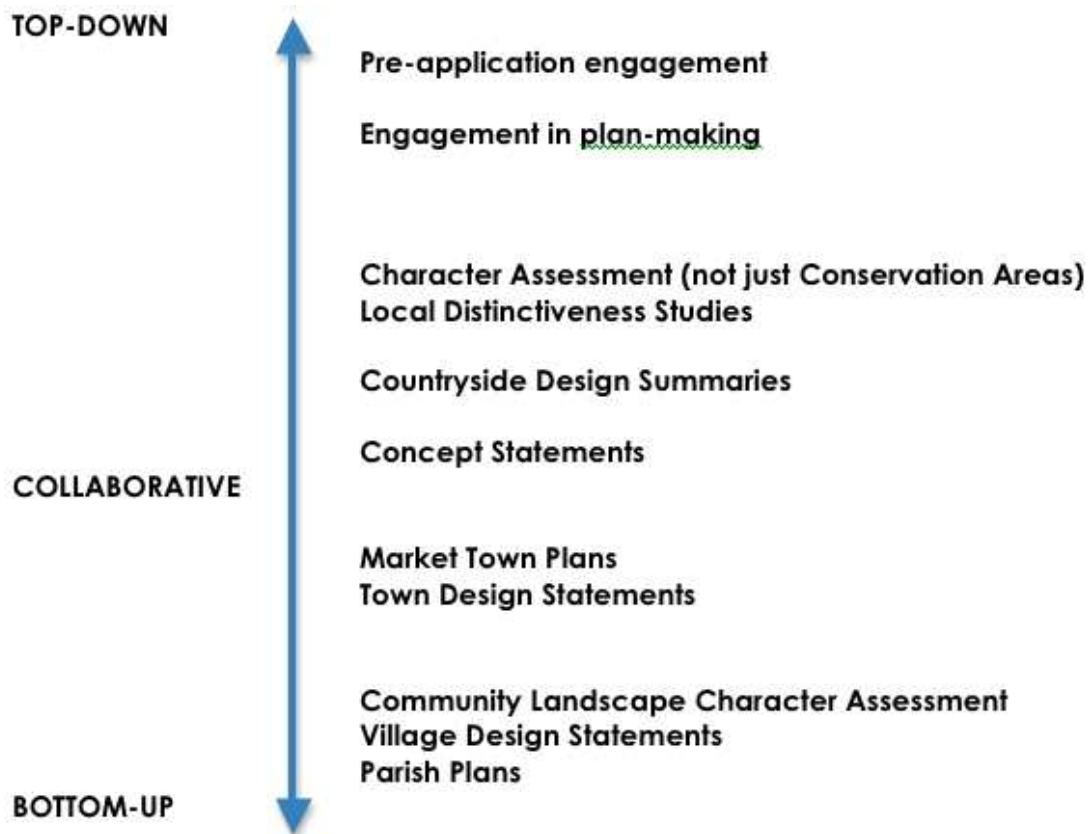 TOP-DOWN
Pre-application engagement
Engagement in plan-making
Character Assessment (not just Conservation Areas)
Local Distinctiveness Studies
Countryside Design Summaries
Concept Statements
COLLABORATIVE
Market Town Plans
Town Design Statements
Community Landscape Character Assessment
Village Design Statements
Parish Plans
BOTTOM-UP